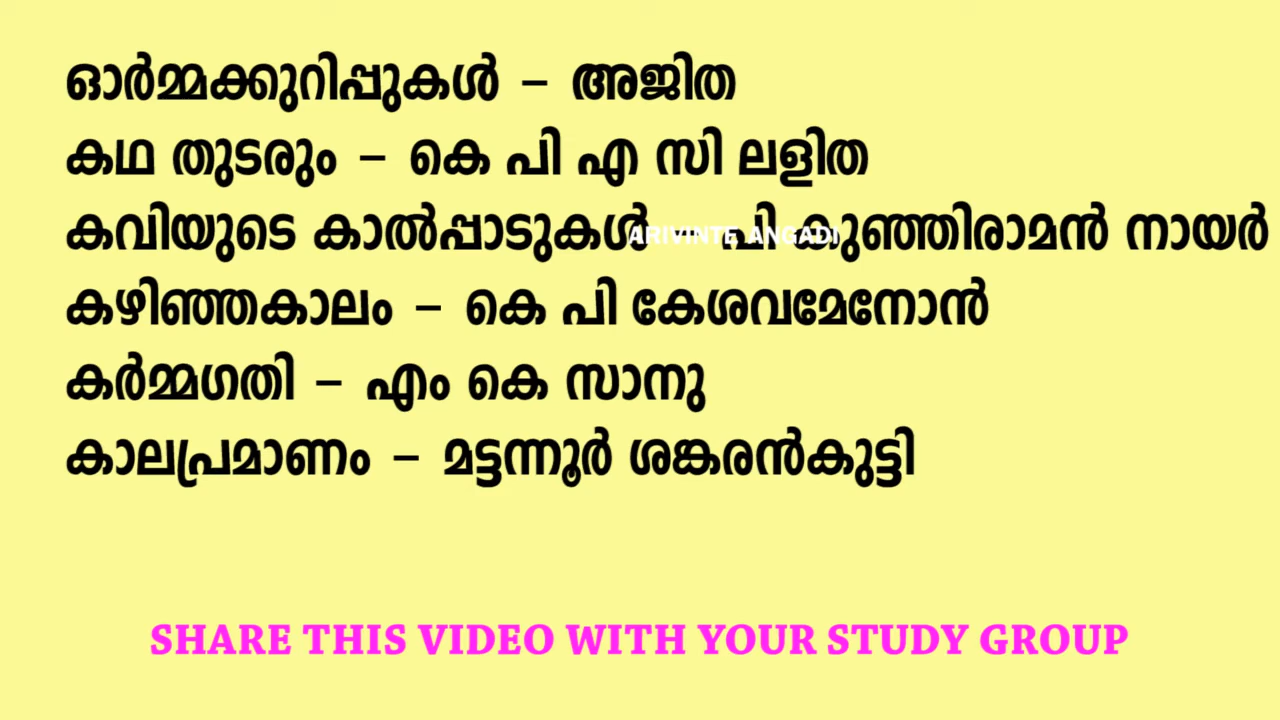 ഓർമ്മക്കുറിപ്പുകൾ – അജിത
കഥ തുടരും – കെ പി എ സി ലളിത
കവിയുടെ കാൽപ്പാടുകൾ – പി കുഞ്ഞിരാമൻ നായർ
ARIVINTE ANGADI
കഴിഞ്ഞകാലം – കെ പി കേശവമേനോൻ
കർമ്മഗതി – എം കെ സാനു
കാലപ്രമാണം – മട്ടന്നൂർ ശങ്കരൻകുട്ടി
SHARE THIS VIDEO WITH YOUR STUDY GROUP